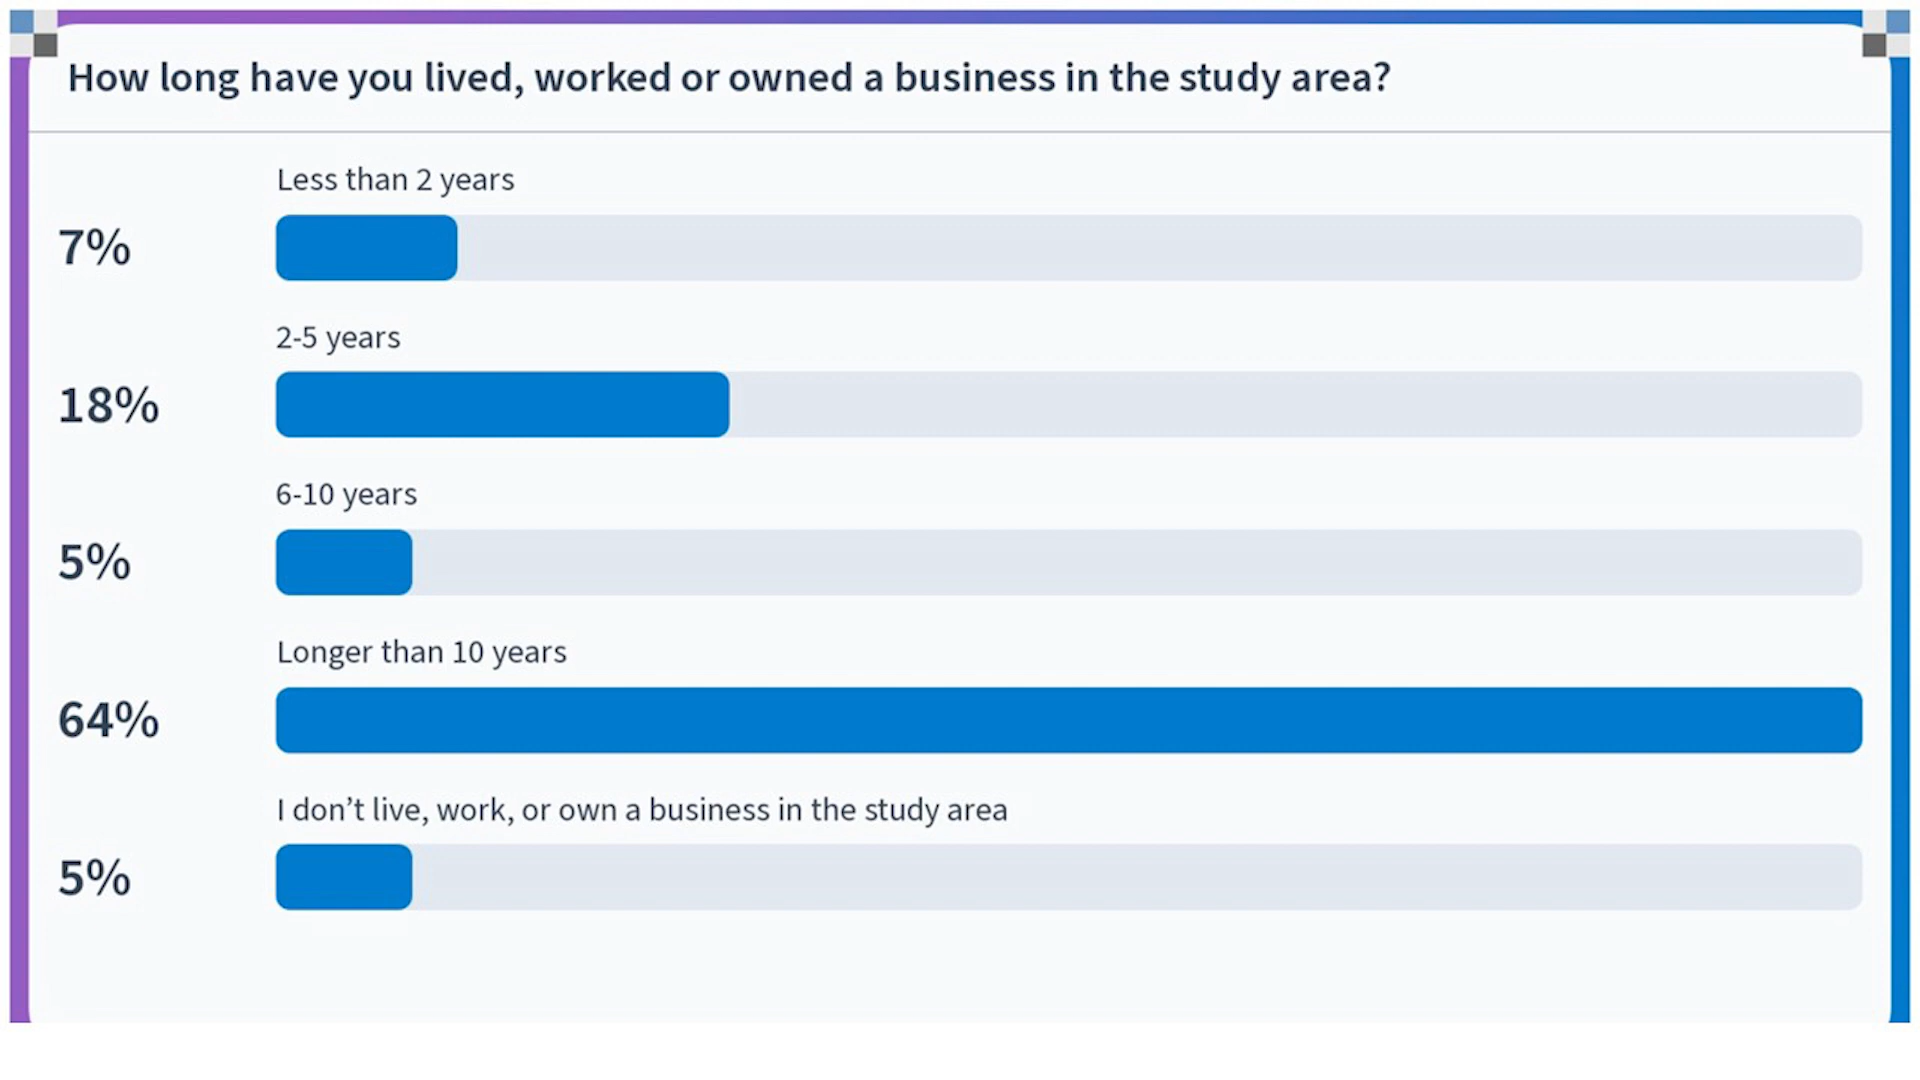 How long have you lived, worked or owned a business in the study area?
Less than 2 years
7%
2-5 years
18%
6-10 years
5%
Longer than 10 years
64%
I don’t live, work, or own a business in the study area
5%